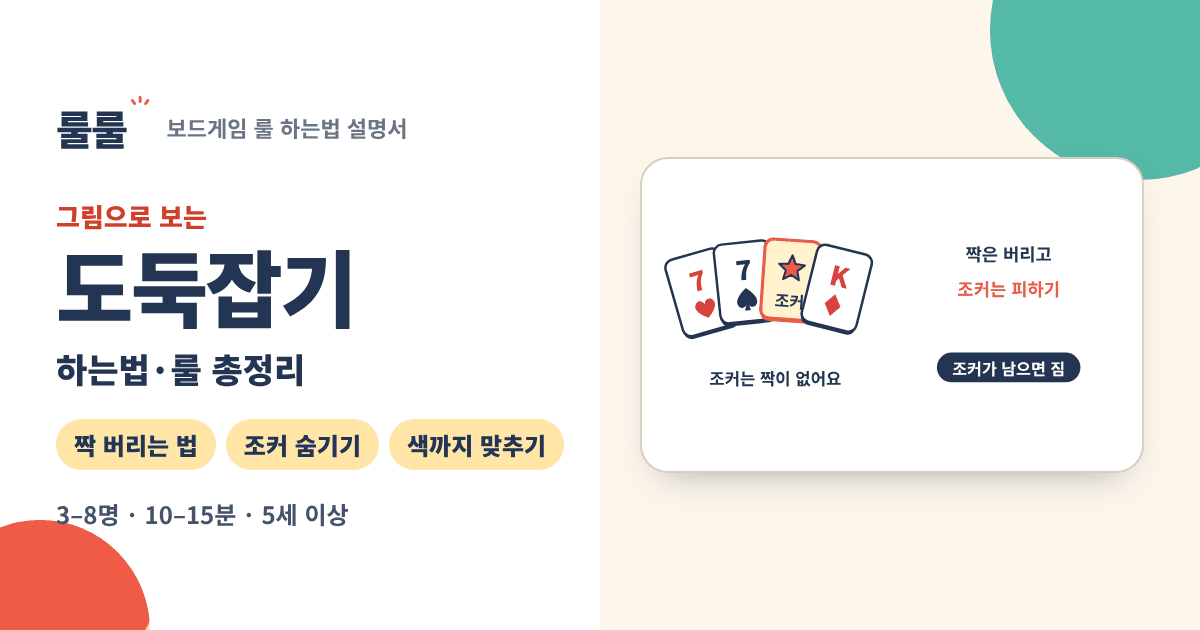 룰룰
보드게임 룰 하는법 설명서
그림으로 보는
도둑잡기
하는법·룰 총정리
짝 버리는 법
조커 숨기기
색까지 맞추기
3–8명 · 10–15분 · 5세 이상
7
7
조커
K
조커는 짝이 없어요
짝은 버리고
조커는 피하기
조커가 남으면 짐